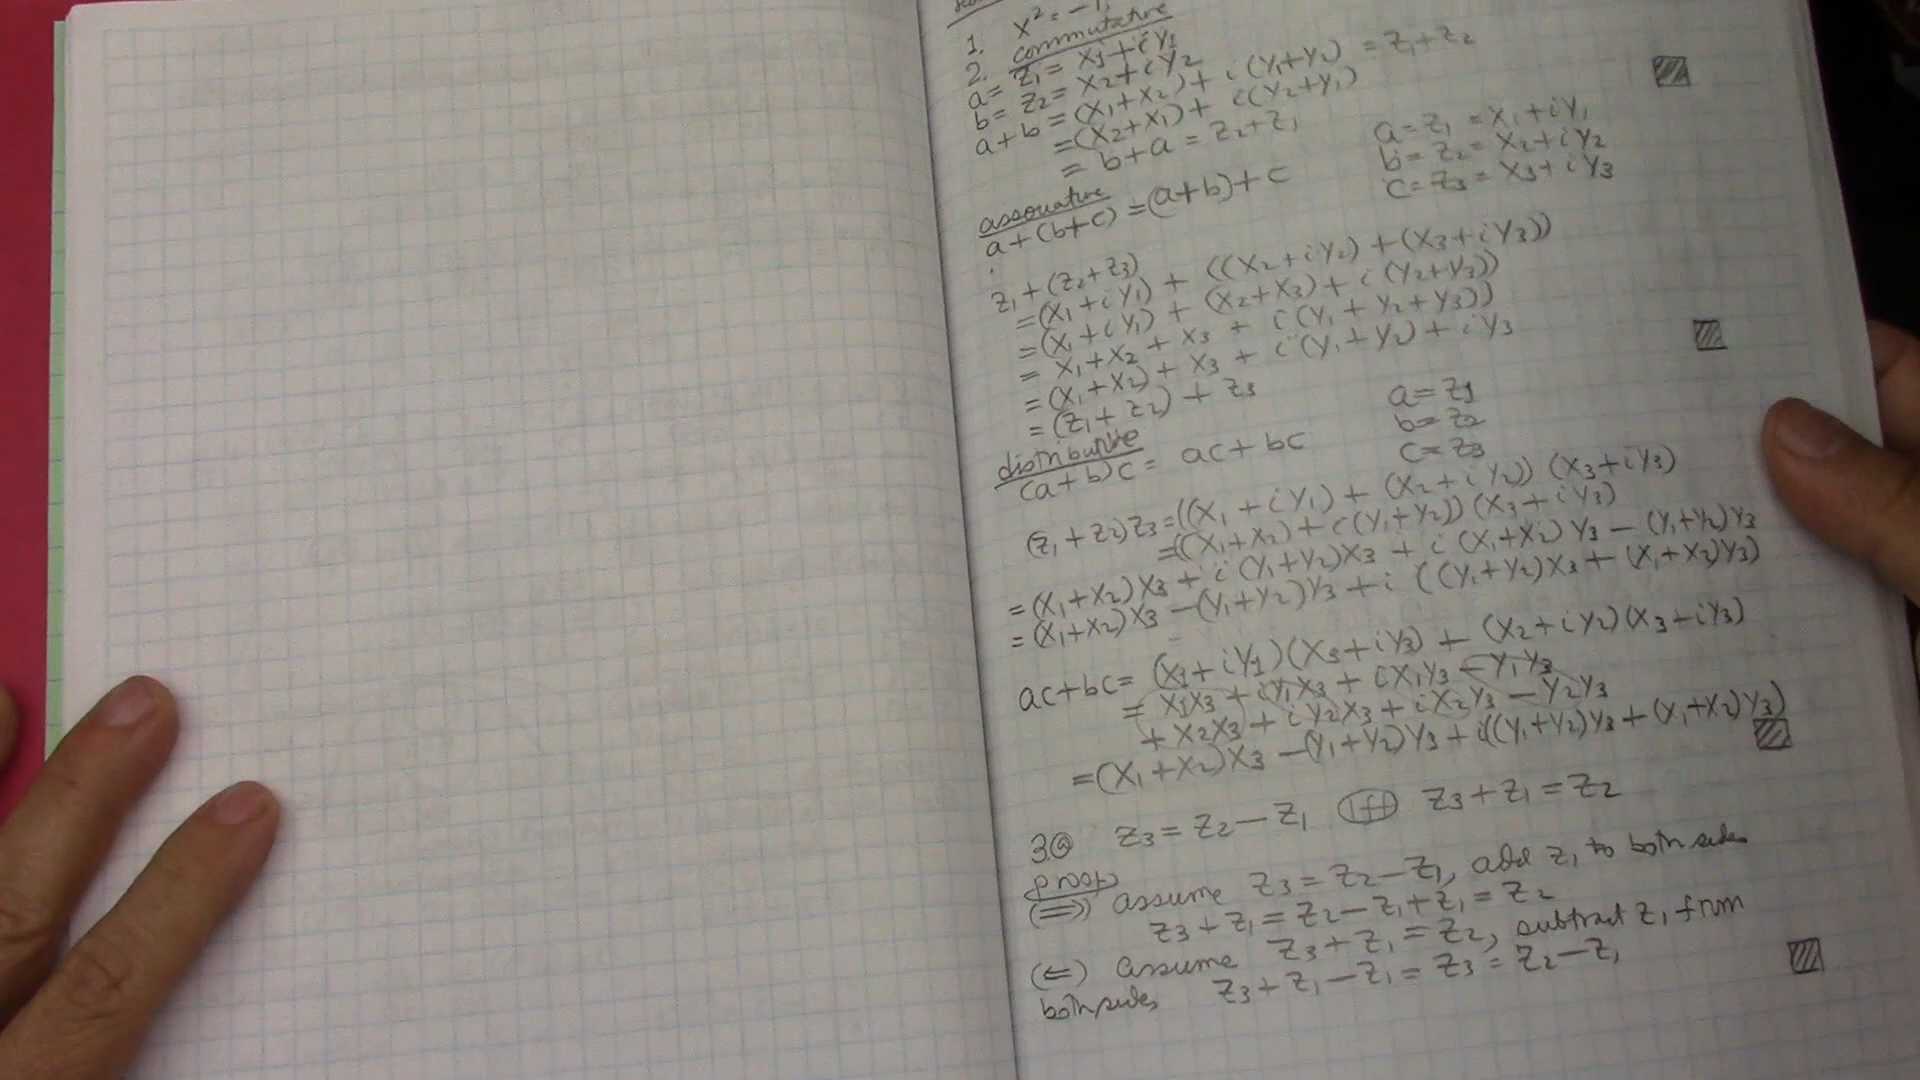 1. x² = -1,
2. commutative
a = z₁ = x₁ + iy₁
b = z₂ = x₂ + iy₂
a+b = (x₁+x₂) + i(y₁+y₂) = z₁+z₂
= (x₂+x₁) + i(y₂+y₁)
= b+a = z₂+z₁
associative
a+(b+c) = (a+b)+c
a = z₁ = x₁ + iy₁
b = z₂ = x₂ + iy₂
c = z₃ = x₃ + iy₃
z₁ + (z₂+z₃)
= (x₁+iy₁) + ((x₂+iy₂) + (x₃+iy₃))
= (x₁+iy₁) + (x₂+x₃) + i(y₂+y₃))
= x₁+x₂ + x₃ + i(y₁ + y₂ + y₃))
= (x₁+x₂) + x₃ + i(y₁+y₂) + iy₃
= (z₁+z₂) + z₃
distributive
(a+b)c = ac+bc
a = z₁
b = z₂
c = z₃
(z₁+z₂)z₃ = ((x₁+iy₁) + (x₂+iy₂))(x₃+iy₃)
= ((x₁+x₂) + i(y₁+y₂))(x₃+iy₃)
= (x₁+x₂)x₃ + i(y₁+y₂)x₃ + i(x₁+x₂)y₃ - (y₁+y₂)y₃
= (x₁+x₂)x₃ - (y₁+y₂)y₃ + i((y₁+y₂)x₃ + (x₁+x₂)y₃)
ac+bc = (x₁+iy₁)(x₃+iy₃) + (x₂+iy₂)(x₃+iy₃)
= x₁x₃ + iy₁x₃ + ix₁y₃ - y₁y₃
+ x₂x₃ + iy₂x₃ + ix₂y₃ - y₂y₃
= (x₁+x₂)x₃ - (y₁+y₂)y₃ + i((y₁+y₂)y₃ + (x₁+x₂)y₃)
3ⓐ z₃ = z₂ - z₁ iff z₃ + z₁ = z₂
proof
(⇒) assume z₃ = z₂ - z₁, add z₁ to both sides
z₃ + z₁ = z₂ - z₁ + z₁ = z₂
(⇐) assume z₃ + z₁ = z₂, subtract z₁ from
both sides z₃ + z₁ - z₁ = z₃ = z₂ - z₁